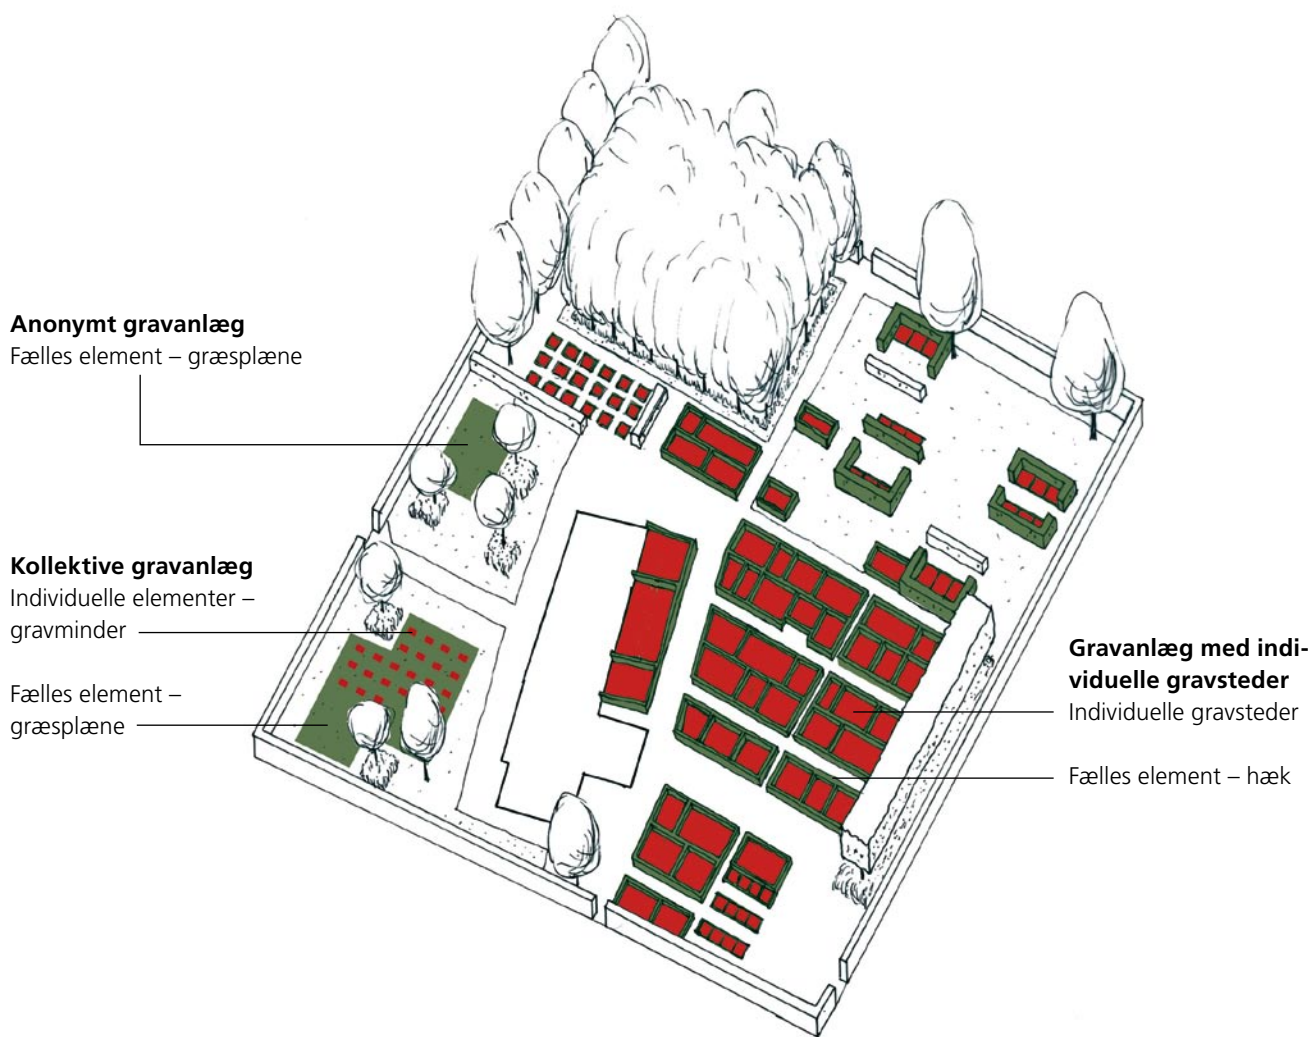 Anonymt gravanlæg
Fælles element – græsplæne
Kollektive gravanlæg
Individuelle elementer –
gravminder
Fælles element –
græsplæne
Gravanlæg med indi-
viduelle gravsteder
Individuelle gravsteder
Fælles element – hæk